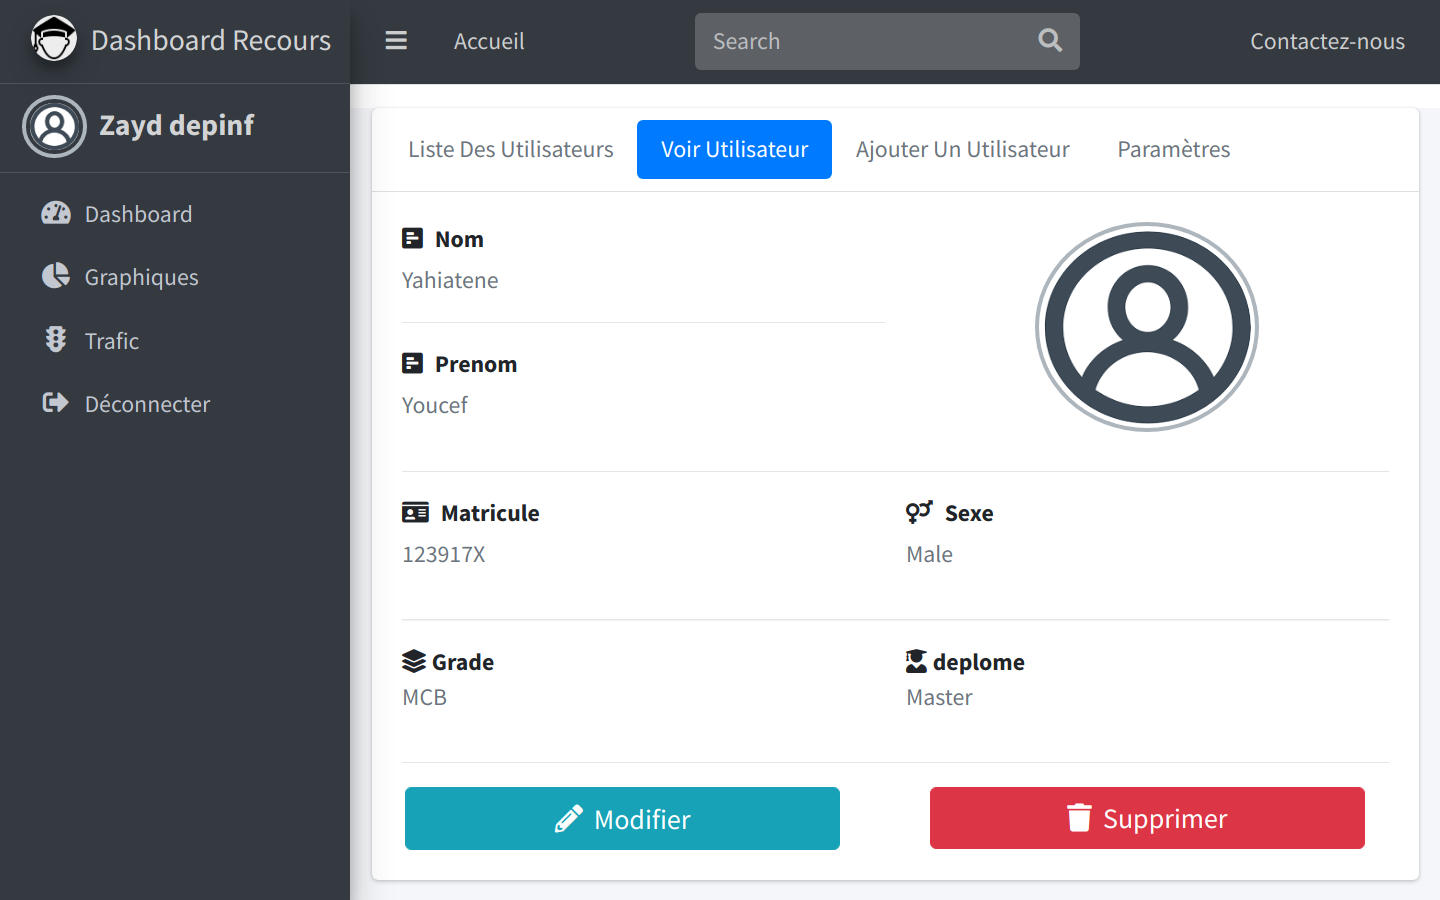 Dashboard Recours
Accueil
Search
Contactez-nous
Zayd depinf
Dashboard
Graphiques
Trafic
Déconnecter
Liste Des Utilisateurs
Voir Utilisateur
Ajouter Un Utilisateur
Paramètres
Nom
Yahiatene
Prenom
Youcef
Matricule
123917X
Sexe
Male
Grade
MCB
deplome
Master
Modifier
Supprimer